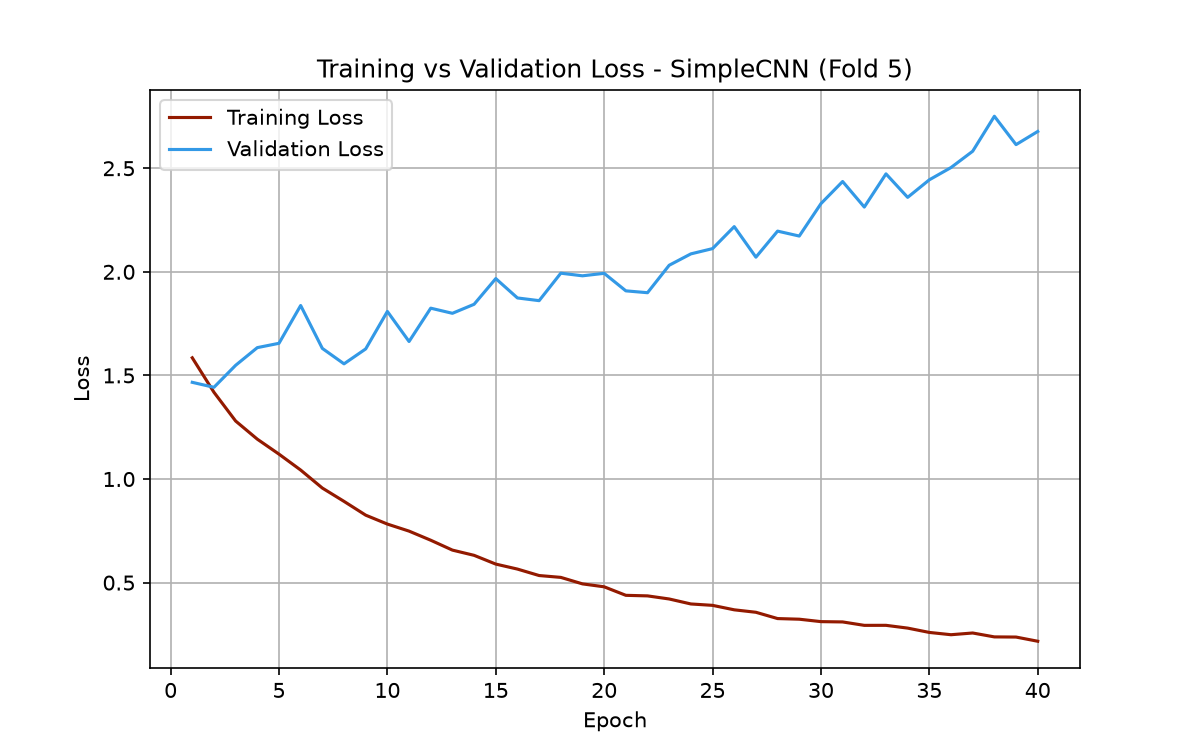 Training vs Validation Loss - SimpleCNN (Fold 5)
Training Loss
Validation Loss
2.5
2.0
1.5
1.0
0.5
Loss
0 5 10 15 20 25 30 35 40
Epoch